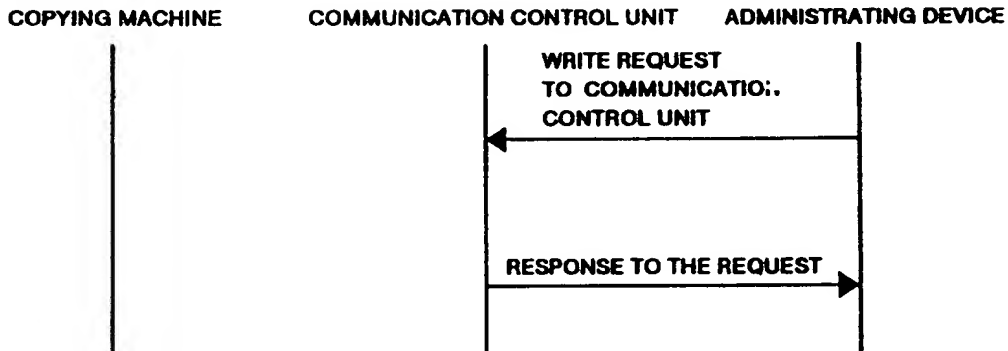 COPYING MACHINE COMMUNICATION CONTROL UNIT ADMINISTRATING DEVICE
WRITE REQUEST
TO COMMUNICATIO:.
CONTROL UNIT
RESPONSE TO THE REQUEST